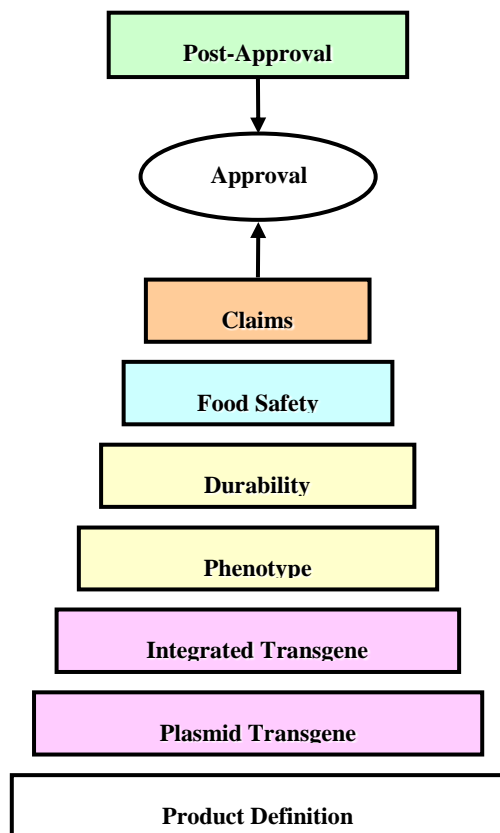 Post-Approval
Approval
Claims
Food Safety
Durability
Phenotype
Integrated Transgene
Plasmid Transgene
Product Definition